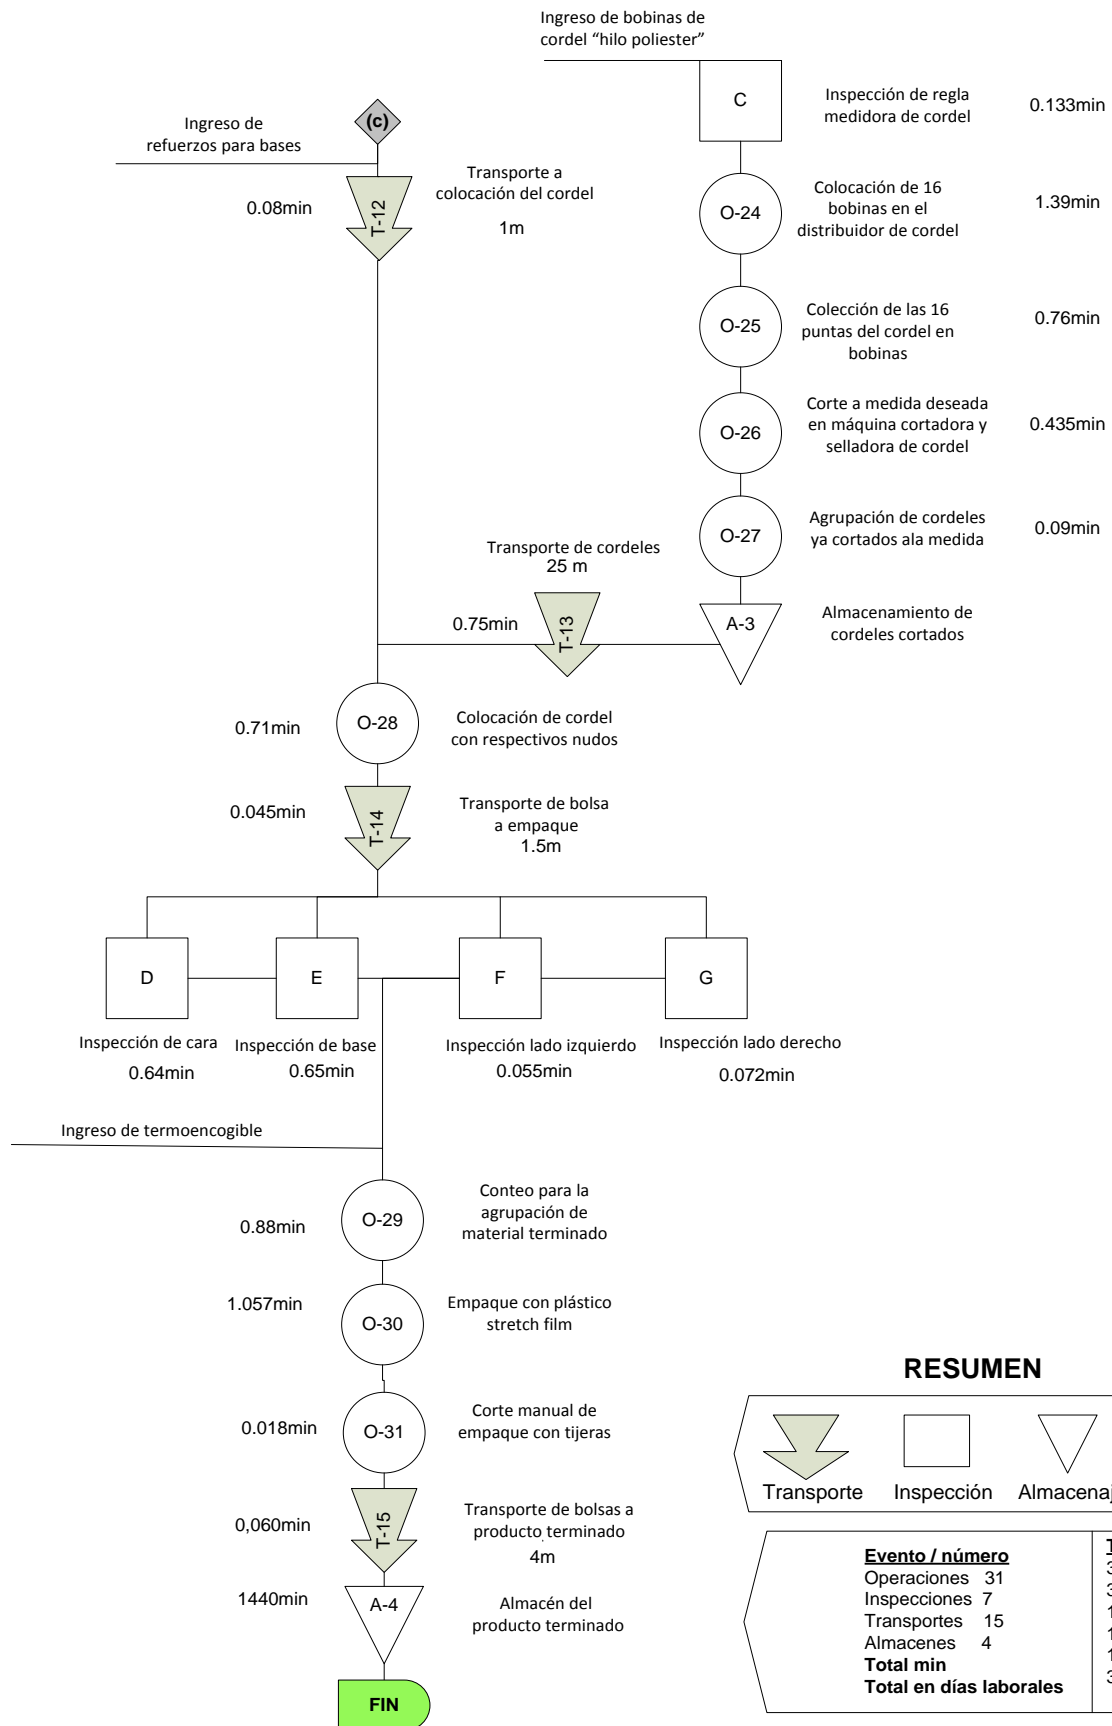 Ingreso de bobinas de
cordel “hilo poliester”
C
Inspección de regla
medidora de cordel
0.133min
(c)
Ingreso de
refuerzos para bases
0.08min
T-12
Transporte a
colocación del cordel
1m
O-24
Colocación de 16
bobinas en el
distribuidor de cordel
1.39min
O-25
Colección de las 16
puntas del cordel en
bobinas
0.76min
O-26
Corte a medida deseada
en máquina cortadora y
selladora de cordel
0.435min
O-27
Agrupación de cordeles
ya cortados ala medida
0.09min
Transporte de cordeles
25 m
0.75min
T-13
A-3
Almacenamiento de
cordeles cortados
0.71min
O-28
Colocación de cordel
con respectivos nudos
0.045min
T-14
Transporte de bolsa
a empaque
1.5m
D
E
F
G
Inspección de cara
0.64min
Inspección de base
0.65min
Inspección lado izquierdo
0.055min
Inspección lado derecho
0.072min
Ingreso de termoencogible
0.88min
O-29
Conteo para la
agrupación de
material terminado
1.057min
O-30
Empaque con plástico
stretch film
0.018min
O-31
Corte manual de
empaque con tijeras
0,060min
T-15
Transporte de bolsas a
producto terminado
4m
1440min
A-4
Almacén del
producto terminado
FIN
RESUMEN
Transporte
Inspección
Almacenaj
Evento / número
Operaciones 31
Inspecciones 7
Transportes 15
Almacenes 4
Total min
Total en días laborales
T
3
3
1
1
1
3